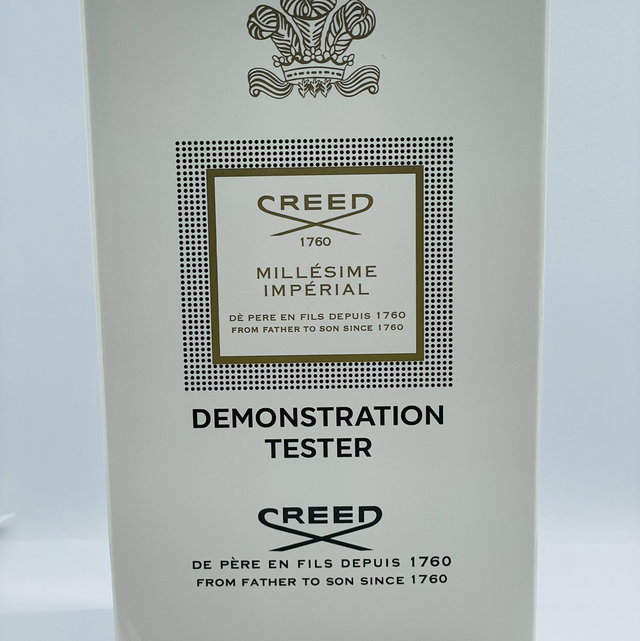 CREED
1760
MILLÉSIME
IMPÉRIAL
DÈ PERE EN FILS DEPUIS 1760
FROM FATHER TO SON SINCE 1760
DEMONSTRATION
TESTER
CREED
DE PÈRE EN FILS DEPUIS 1760
FROM FATHER TO SON SINCE 1760